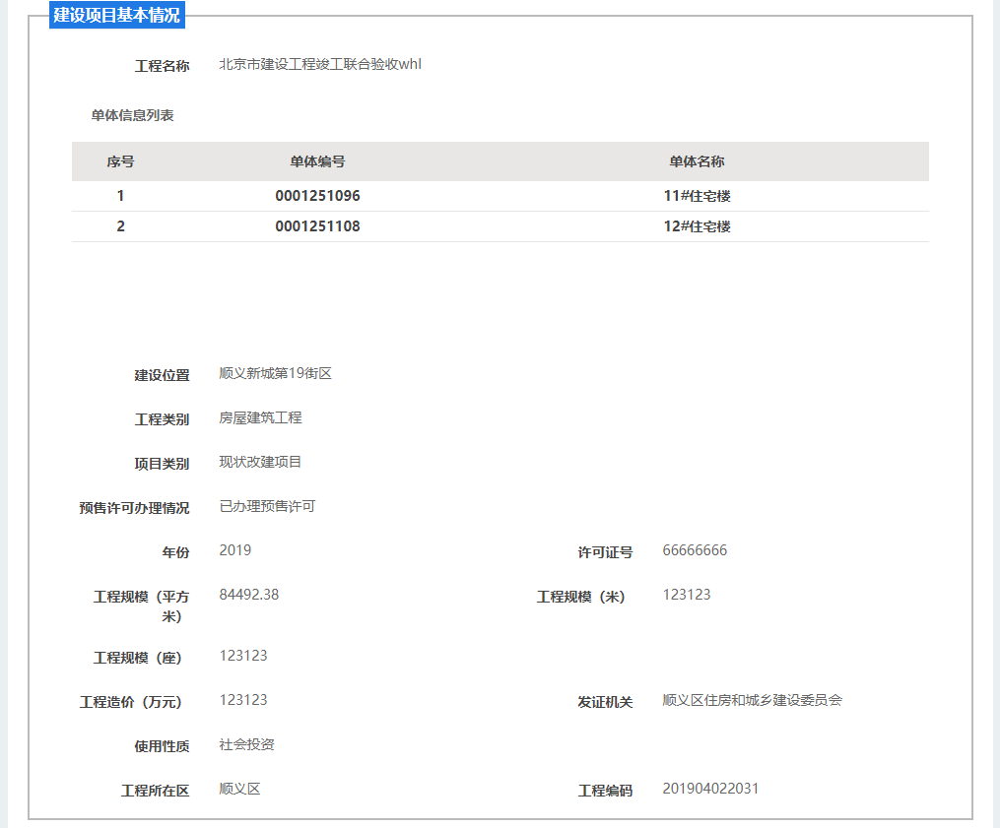 建设项目基本情况
工程名称 北京市建设工程竣工联合验收whl
单体信息列表
序号 单体编号 单体名称
1 0001251096 11#住宅楼
2 0001251108 12#住宅楼
建设位置 顺义新城第19街区
工程类别 房屋建筑工程
项目类别 现状改建项目
预售许可办理情况 已办理预售许可
年份 2019 许可证号 66666666
工程规模（平方 84492.38 工程规模（米） 123123
米）
工程规模（座） 123123
工程造价（万元） 123123 发证机关 顺义区住房和城乡建设委员会
使用性质 社会投资
工程所在区 顺义区 工程编码 201904022031